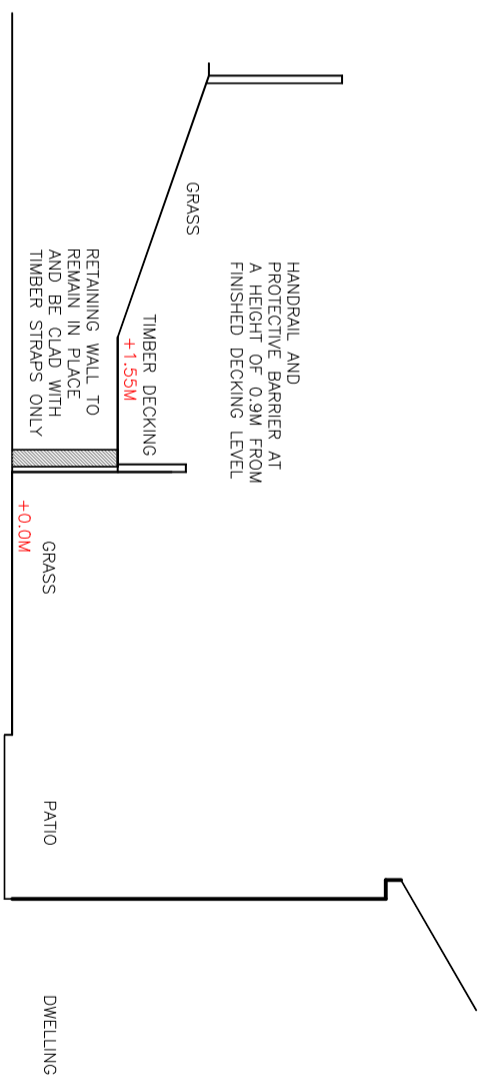 HANDRAIL AND
PROTECTIVE BARRIER AT
A HEIGHT OF 0.9M FROM
FINISHED DECKING LEVEL
GRASS
TIMBER DECKING
+1.55M
RETAINING WALL TO
REMAIN IN PLACE
AND BE CLAD WITH
TIMBER STRAPS ONLY
GRASS
+0.0M
PATIO
DWELLING